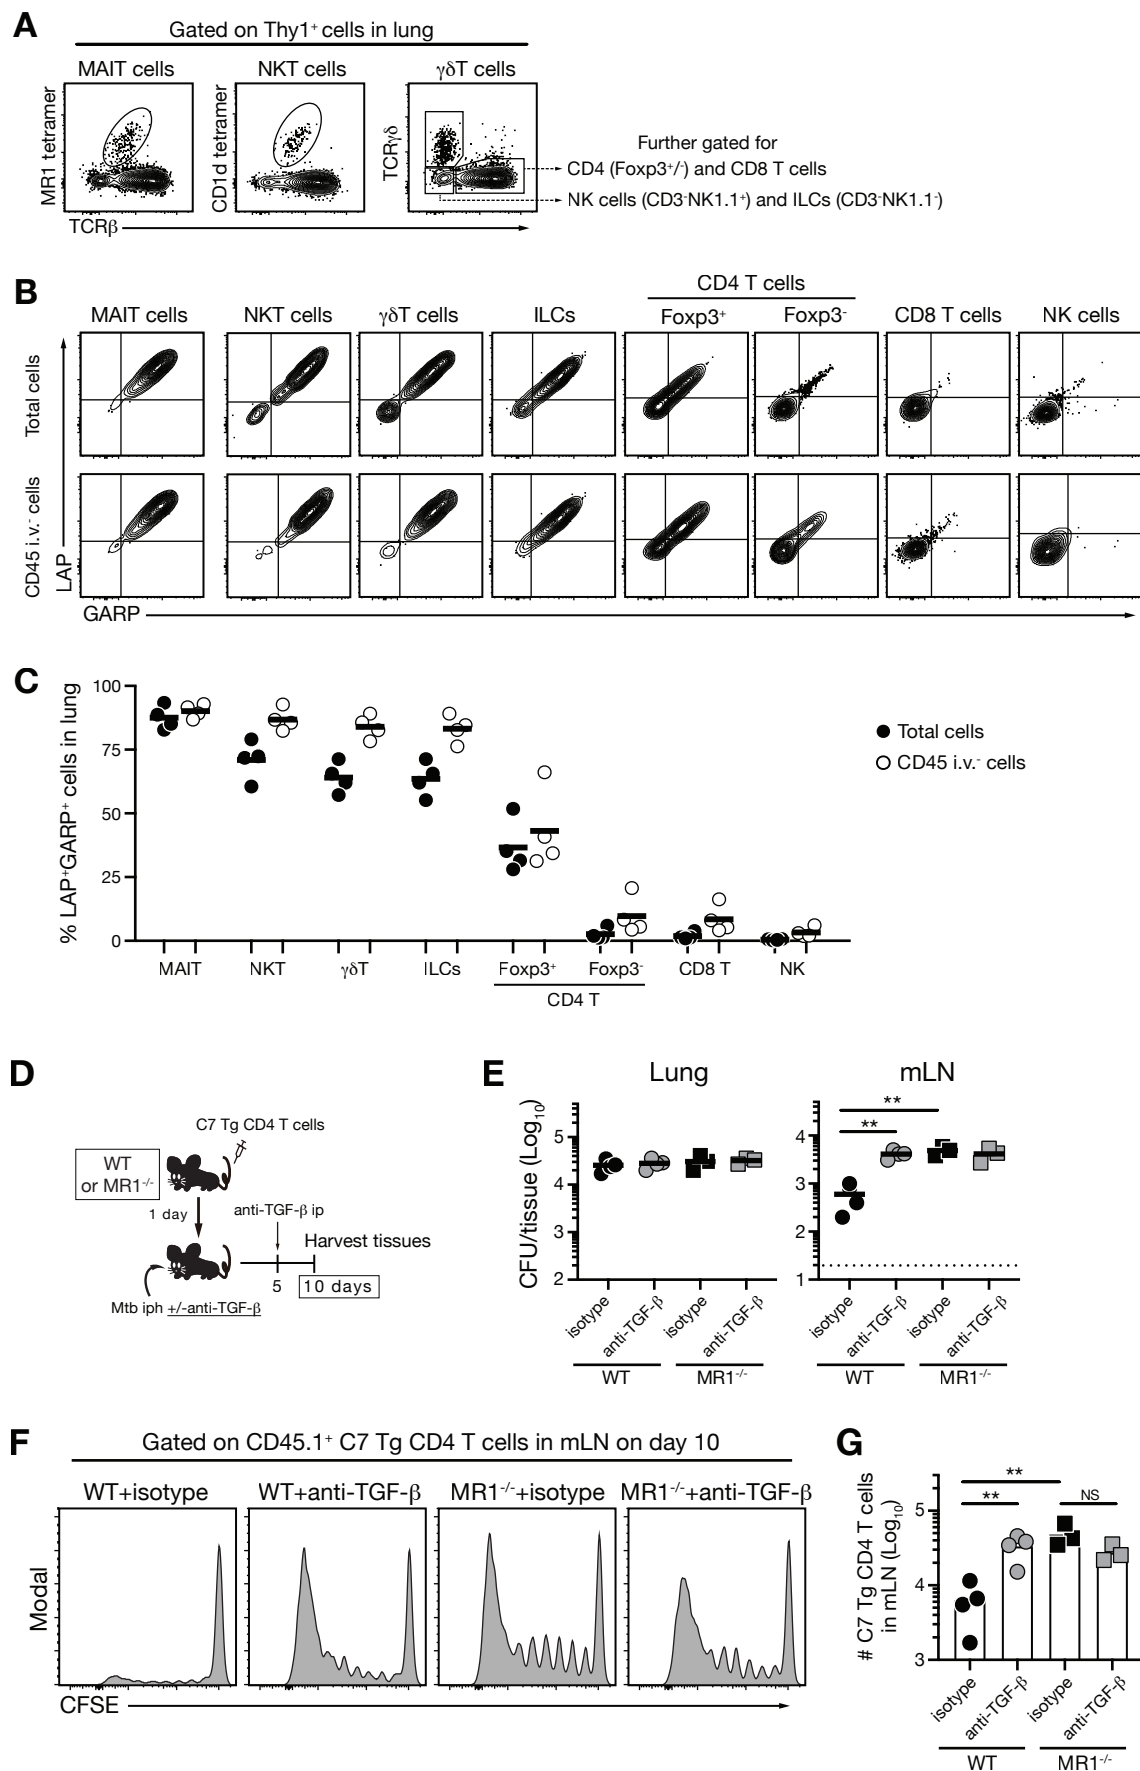 A
Gated on Thy1⁺ cells in lung
MAIT cells
NKT cells
γδT cells
MR1 tetramer
CD1d tetramer
TCRγδ
Further gated for
CD4 (Foxp3⁺/⁻) and CD8 T cells
NK cells (CD3⁻NK1.1⁺) and ILCs (CD3⁻NK1.1⁻)
TCRβ
B
CD4 T cells
MAIT cells
NKT cells
γδT cells
ILCs
Foxp3⁺
Foxp3⁻
CD8 T cells
NK cells
Total cells
CD45 i.v.⁻ cells
LAP
GARP
C
% LAP⁺GARP⁺ cells in lung
100
75
50
25
0
Total cells
CD45 i.v.⁻ cells
MAIT
NKT
γδT
ILCs
Foxp3⁺
Foxp3⁻
CD8 T
NK
CD4 T
D
C7 Tg CD4 T cells
WT
or MR1⁻/⁻
1 day
anti-TGF-β ip
Harvest tissues
5
10 days
Mtb iph +/-anti-TGF-β
E
Lung
mLN
CFU/tissue (Log₁₀)
5
4
3
2
**
**
4
3
2
1
isotype
anti-TGF-β
isotype
anti-TGF-β
WT
MR1⁻/⁻
isotype
anti-TGF-β
isotype
anti-TGF-β
WT
MR1⁻/⁻
F
Gated on CD45.1⁺ C7 Tg CD4 T cells in mLN on day 10
WT+isotype
WT+anti-TGF-β
MR1⁻/⁻+isotype
MR1⁻/⁻+anti-TGF-β
Modal
CFSE
G
# C7 Tg CD4 T cells
in mLN (Log₁₀)
**
**
NS
5
4
3
isotype
anti-TGF-β
isotype
anti-TGF-β
WT
MR1⁻/⁻